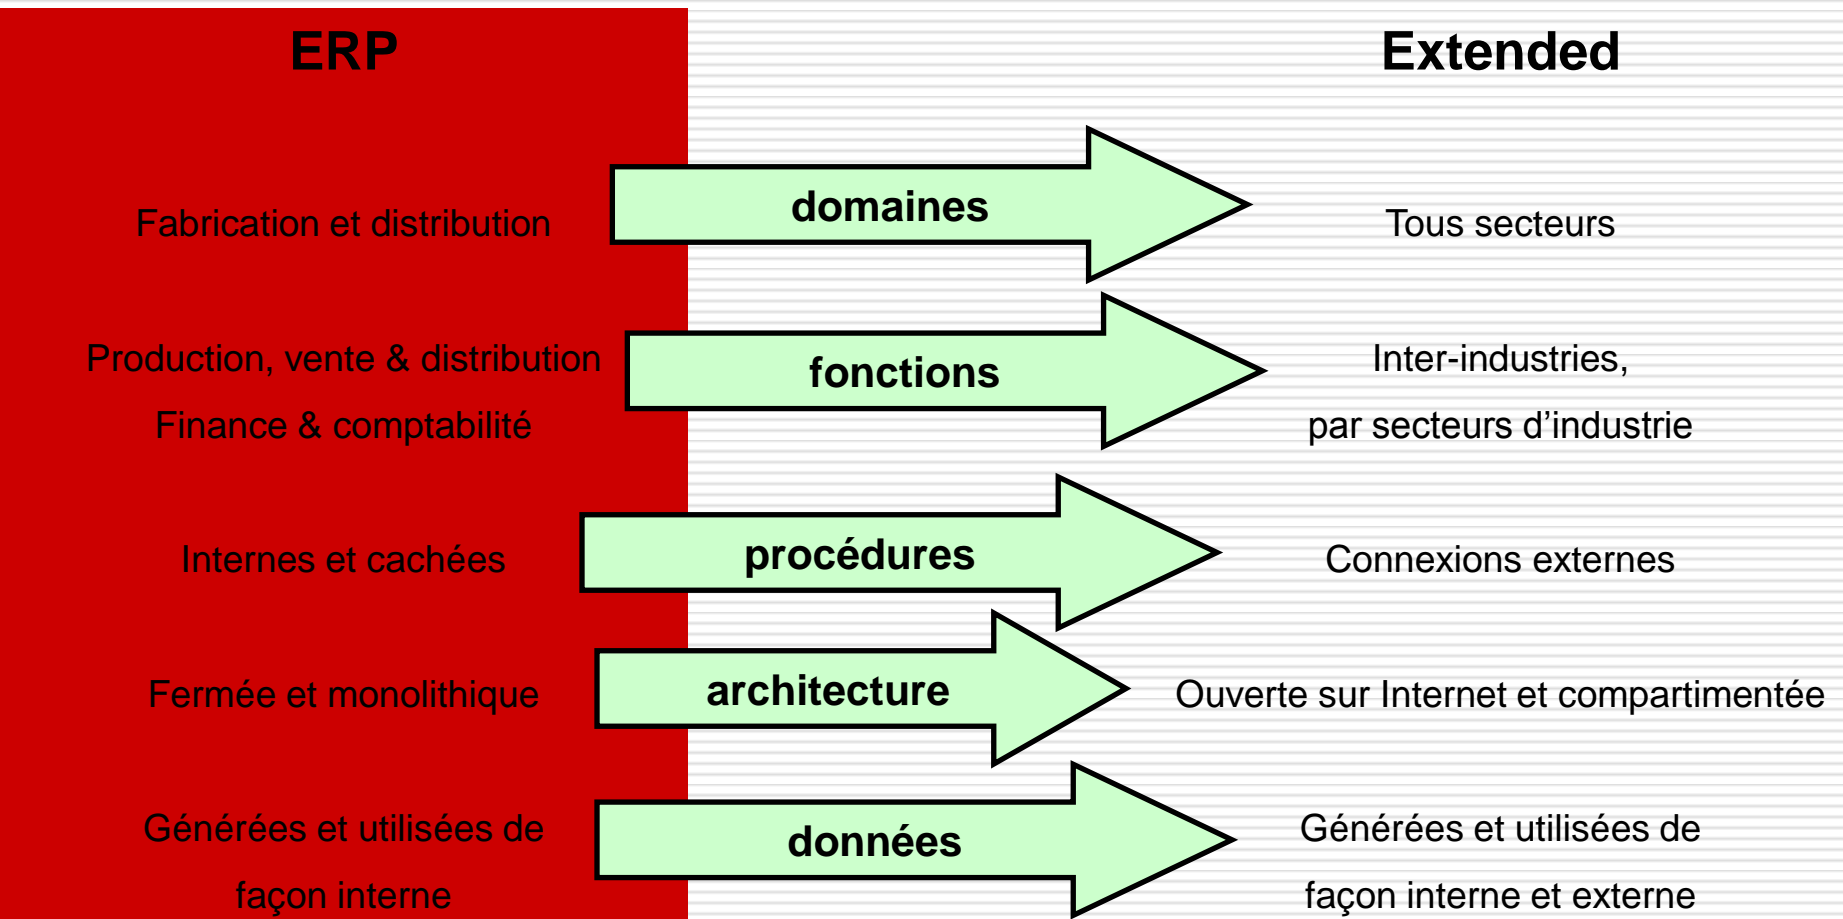 ERP
Extended
Fabrication et distribution
domaines
Tous secteurs
Production, vente & distribution
Finance & comptabilité
fonctions
Inter-industries,
par secteurs d’industrie
Internes et cachées
procédures
Connexions externes
Fermée et monolithique
architecture
Ouverte sur Internet et compartimentée
Générées et utilisées de
façon interne
données
Générées et utilisées de
façon interne et externe